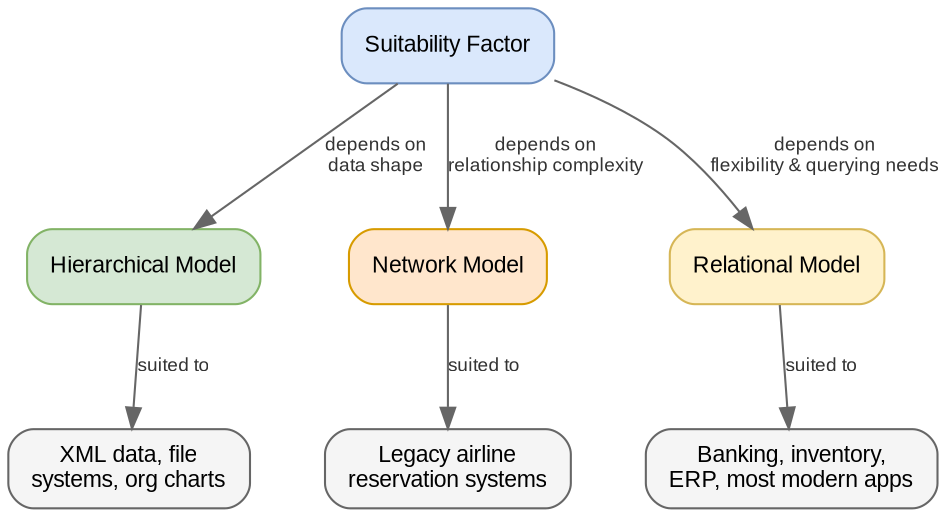 Suitability Factor
depends on
data shape
depends on
relationship complexity
depends on
flexibility & querying needs
Hierarchical Model
Network Model
Relational Model
suited to
suited to
suited to
XML data, file
systems, org charts
Legacy airline
reservation systems
Banking, inventory,
ERP, most modern apps